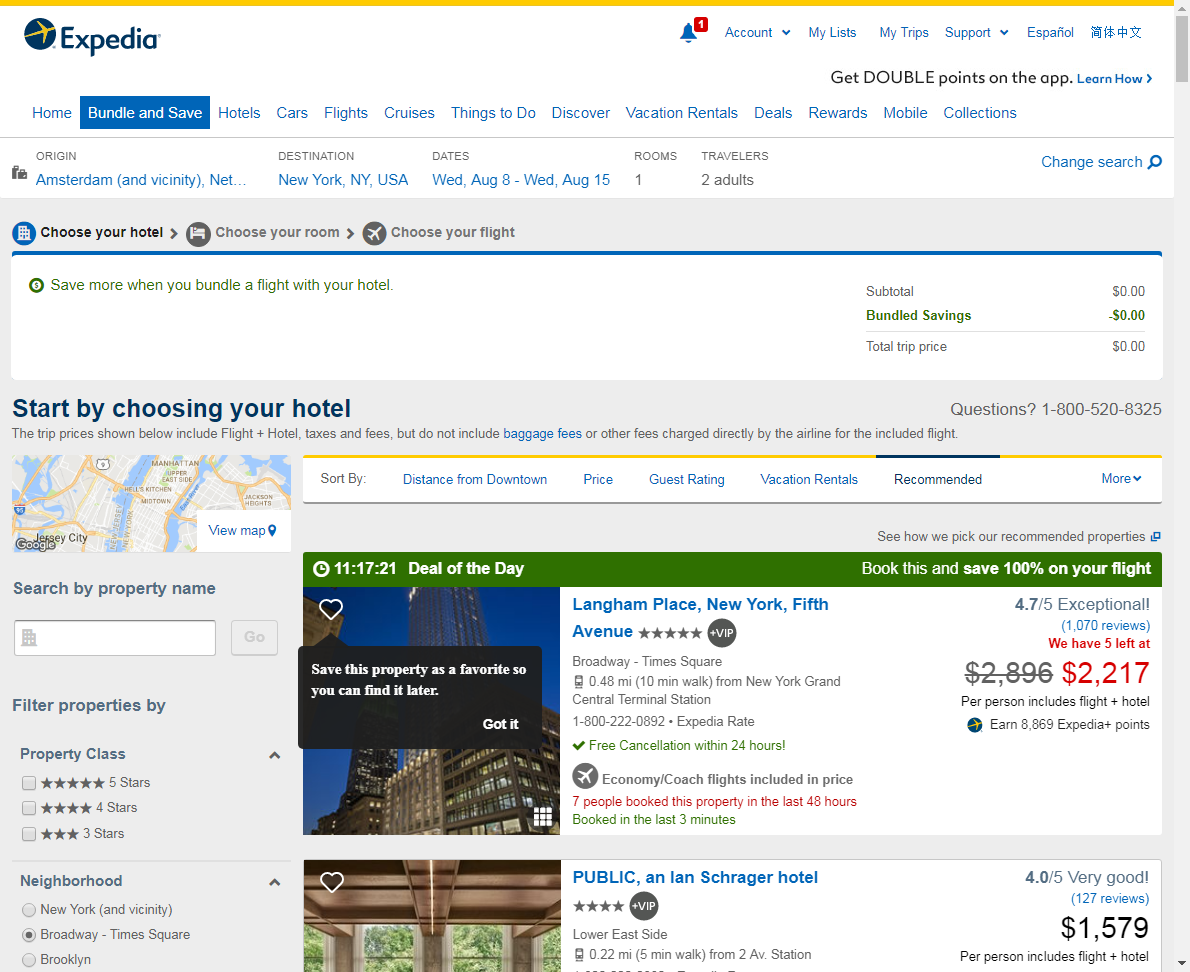 Expedia
1
Account
My Lists
My Trips
Support
Español
简体中文
Get DOUBLE points on the app. Learn How
Home
Bundle and Save
Hotels
Cars
Flights
Cruises
Things to Do
Discover
Vacation Rentals
Deals
Rewards
Mobile
Collections
ORIGIN
Amsterdam (and vicinity), Net...
DESTINATION
New York, NY, USA
DATES
Wed, Aug 8 - Wed, Aug 15
ROOMS
1
TRAVELERS
2 adults
Change search
Choose your hotel
Choose your room
Choose your flight
Save more when you bundle a flight with your hotel.
Subtotal $0.00
Bundled Savings -$0.00
Total trip price $0.00
Start by choosing your hotel
Questions? 1-800-520-8325
The trip prices shown below include Flight + Hotel, taxes and fees, but do not include baggage fees or other fees charged directly by the airline for the included flight.
MANHATTAN
UPPER
EAST SIDE
HELL'S KITCHEN
MIDTOWN
JACKSON
HEIGHTS
NEW JERSEY
NEW YORK
East River
9
95
Jersey City
Google
View map
Sort By:
Distance from Downtown
Price
Guest Rating
Vacation Rentals
Recommended
More
See how we pick our recommended properties
Search by property name
Go
Filter properties by
Property Class
5 Stars
4 Stars
3 Stars
Neighborhood
New York (and vicinity)
Broadway - Times Square
Brooklyn
11:17:21 Deal of the Day
Book this and save 100% on your flight
Save this property as a favorite so
you can find it later.
Got it
Langham Place, New York, Fifth
Avenue ★★★★★ +VIP
Broadway - Times Square
0.48 mi (10 min walk) from New York Grand
Central Terminal Station
1-800-222-0892 • Expedia Rate
Free Cancellation within 24 hours!
Economy/Coach flights included in price
7 people booked this property in the last 48 hours
Booked in the last 3 minutes
4.7/5 Exceptional!
(1,070 reviews)
We have 5 left at
$2,896 $2,217
Per person includes flight + hotel
Earn 8,869 Expedia+ points
PUBLIC, an Ian Schrager hotel
★★★★ +VIP
Lower East Side
0.22 mi (5 min walk) from 2 Av. Station
4.0/5 Very good!
(127 reviews)
$1,579
Per person includes flight + hotel